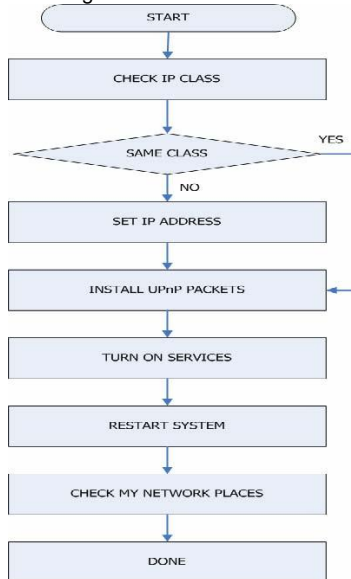 START
CHECK IP CLASS
YES
SAME CLASS
NO
SET IP ADDRESS
INSTALL UPnP PACKETS
TURN ON SERVICES
RESTART SYSTEM
CHECK MY NETWORK PLACES
DONE